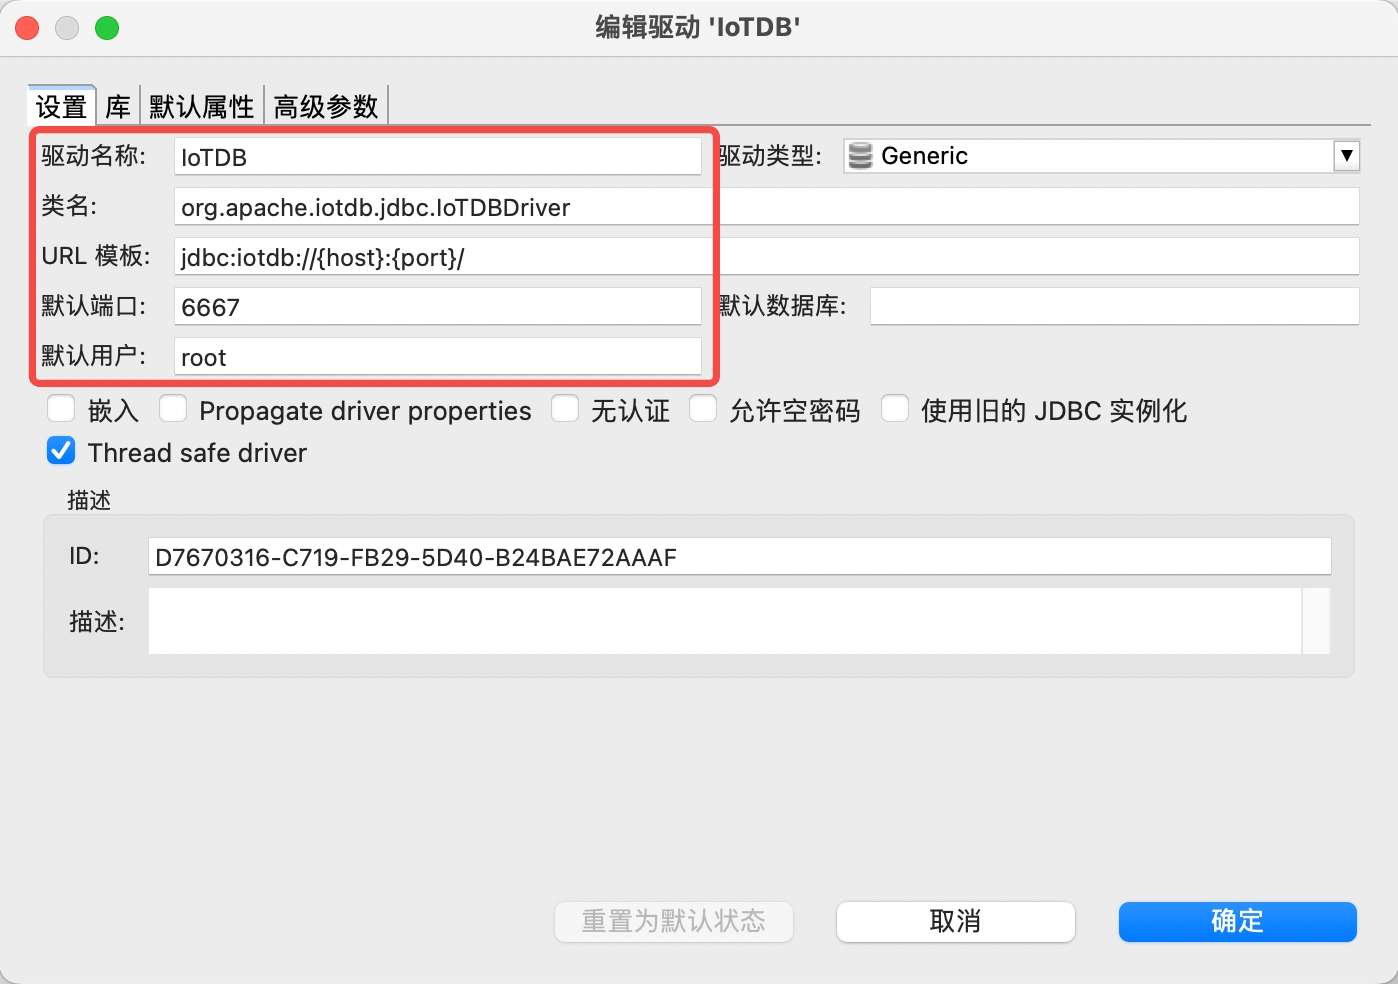 编辑驱动 'IoTDB'
设置 库 默认属性 高级参数
驱动名称: IoTDB 驱动类型: Generic
类名: org.apache.iotdb.jdbc.IoTDBDriver
URL 模板: jdbc:iotdb://{host}:{port}/
默认端口: 6667 默认数据库:
默认用户: root
嵌入 Propagate driver properties 无认证 允许空密码 使用旧的 JDBC 实例化
Thread safe driver
描述
ID: D7670316-C719-FB29-5D40-B24BAE72AAAF
描述:
重置为默认状态 取消 确定